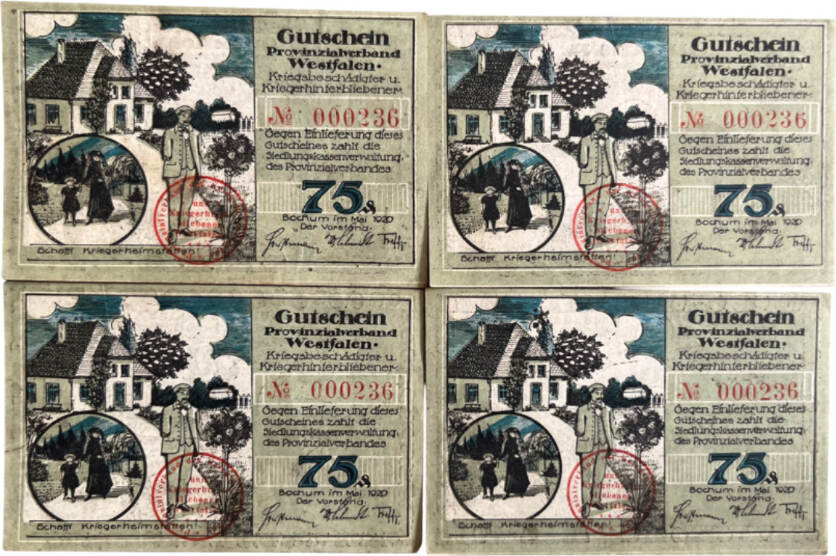 Gutschein
Provinzialverband
Westfalen.
Kriegsbeschädigter u.
Kriegerhinterbliebener
№ 000236
Gegen Einlieferung dieses
Gutscheines zahlt die
Siedlungskassenverwaltung
des Provinzialverbandes
75 ₰
Bochum im Mai 1920
Der Vorstand:
Schafft Kriegerheimstätten!
Gutschein
Provinzialverband
Westfalen.
Kriegsbeschädigter u.
Kriegerhinterbliebener
№ 000236
Gegen Einlieferung dieses
Gutscheines zahlt die
Siedlungskassenverwaltung
des Provinzialverbandes
75 ₰
Bochum im Mai 1920
Der Vorstand:
Schafft Kriegerheimstätten!
Gutschein
Provinzialverband
Westfalen.
Kriegsbeschädigter u.
Kriegerhinterbliebener
№ 000236
Gegen Einlieferung dieses
Gutscheines zahlt die
Siedlungskassenverwaltung
des Provinzialverbandes
75 ₰
Bochum im Mai 1920
Der Vorstand:
Schafft Kriegerheimstätten!
Gutschein
Provinzialverband
Westfalen.
Kriegsbeschädigter u.
Kriegerhinterbliebener
№ 000236
Gegen Einlieferung dieses
Gutscheines zahlt die
Siedlungskassenverwaltung
des Provinzialverbandes
75 ₰
Bochum im Mai 1920
Der Vorstand:
Schafft Kriegerheimstätten!